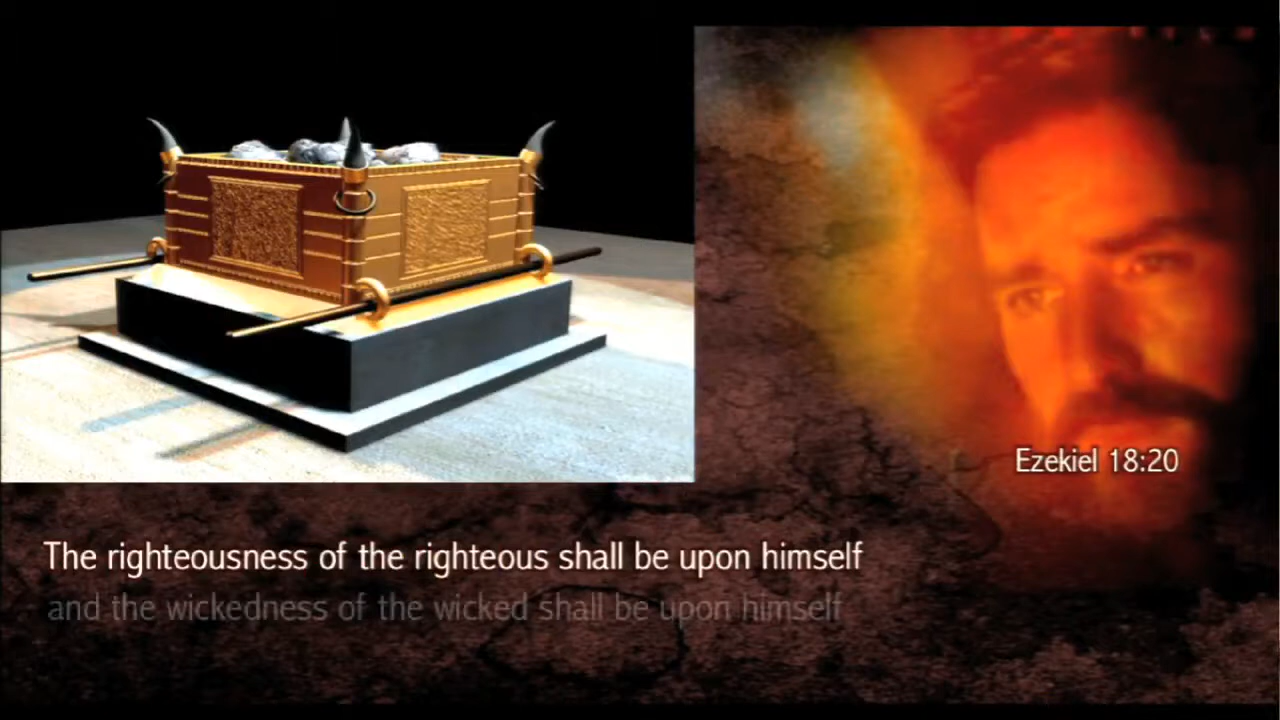 Ezekiel 18:20
The righteousness of the righteous shall be upon himself
and the wickedness of the wicked shall be upon himself